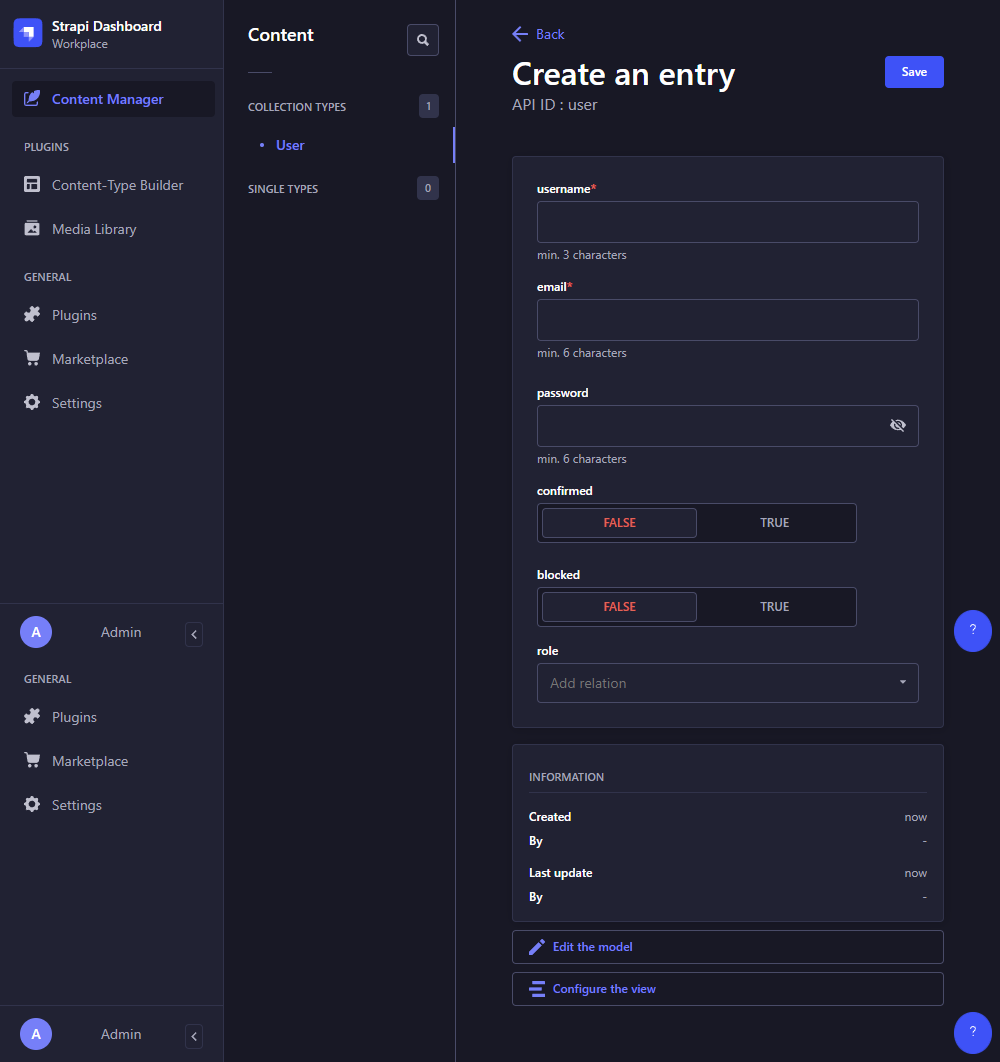 Strapi Dashboard
Workplace
Content Manager
PLUGINS
Content-Type Builder
Media Library
GENERAL
Plugins
Marketplace
Settings
A
Admin
GENERAL
Plugins
Marketplace
Settings
A
Admin
Content
COLLECTION TYPES
1
User
SINGLE TYPES
0
Back
Create an entry
API ID : user
Save
username*
min. 3 characters
email*
min. 6 characters
password
min. 6 characters
confirmed
FALSE TRUE
blocked
FALSE TRUE
role
Add relation
INFORMATION
Created now
By -
Last update now
By -
Edit the model
Configure the view
?
?